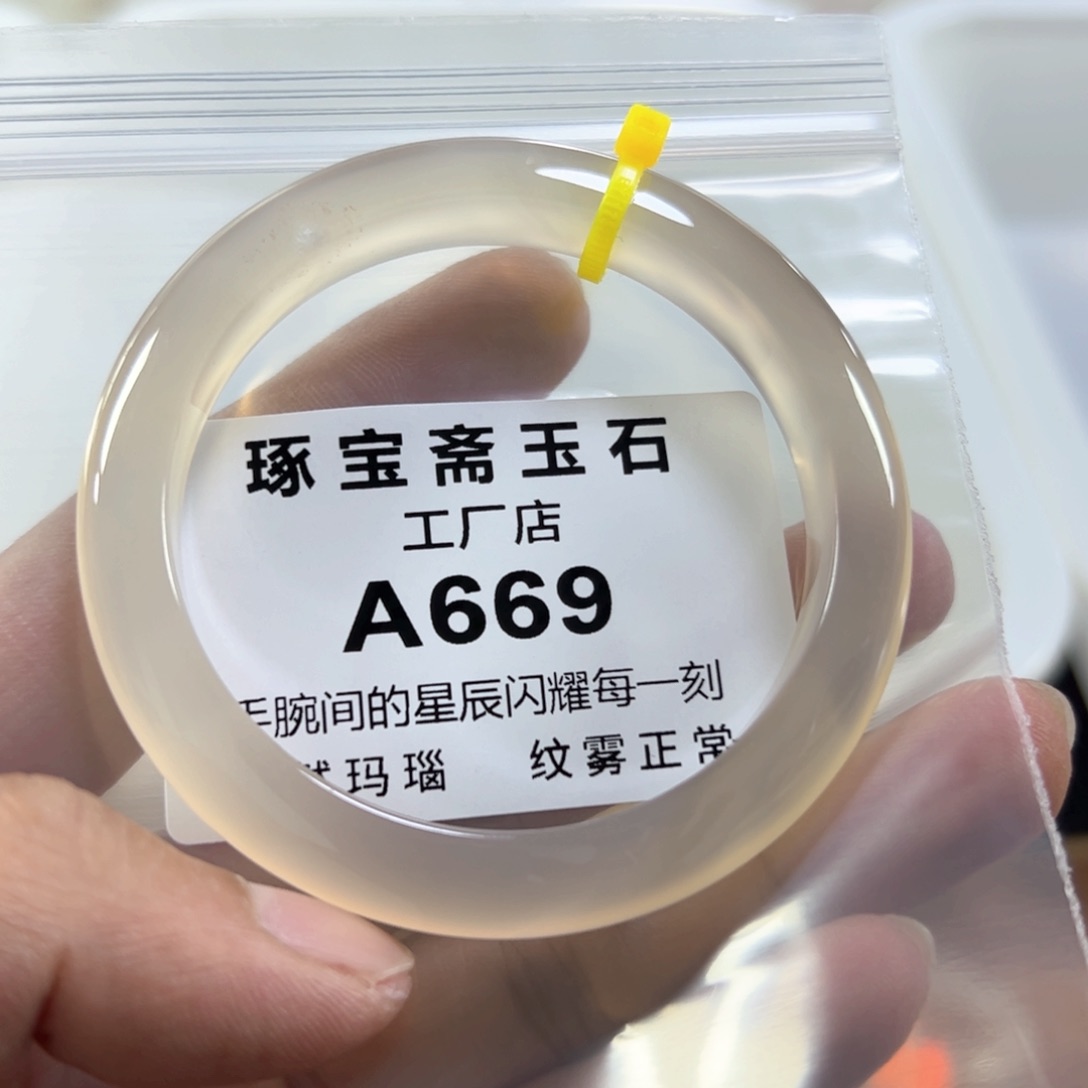 琢宝斋玉石
工厂店
A669
手腕间的星辰闪耀每一刻
玛瑙 纹雾正常